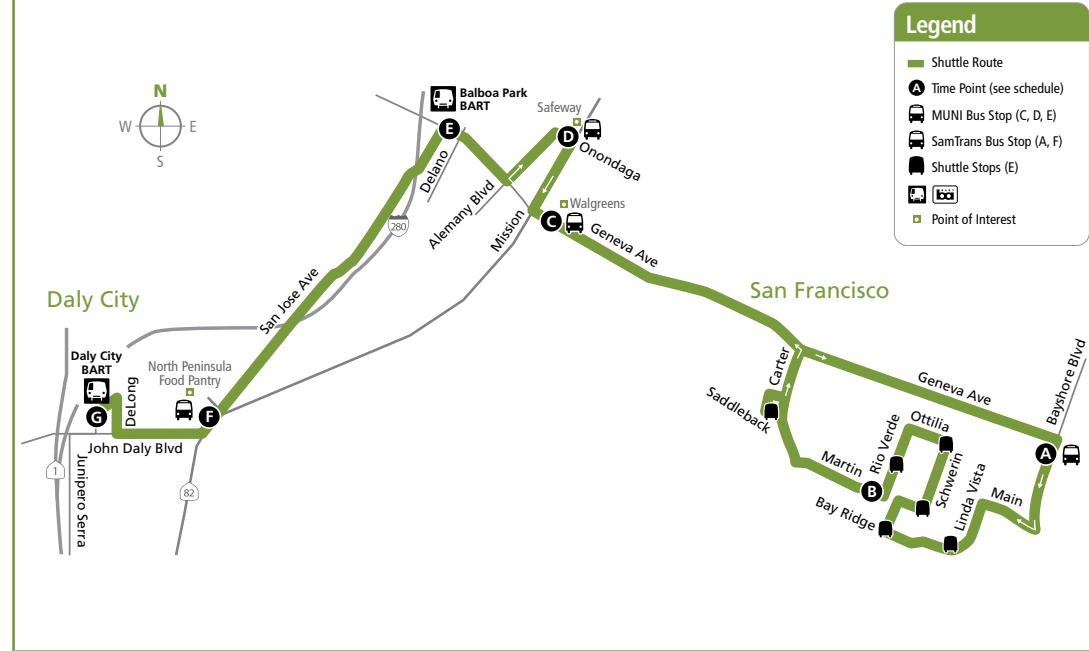 Legend
Shuttle Route
A Time Point (see schedule)
MUNI Bus Stop (C, D, E)
SamTrans Bus Stop (A, F)
Shuttle Stops (E)
ba
Point of Interest
N
W
E
S
Balboa Park
BART
E
Safeway
D
Onondaga
Delano
Alemany Blvd
Mission
Walgreens
C
Geneva Ave
280
San Jose Ave
Daly City
San Francisco
Daly City
BART
G
DeLong
North Peninsula
Food Pantry
F
John Daly Blvd
1
Junipero Serra
82
Carter
Saddleback
Geneva Ave
Bayshore Blvd
A
Martin
B
Rio Verde
Ottilia
Schwerin
Bay Ridge
Linda Vista
Main